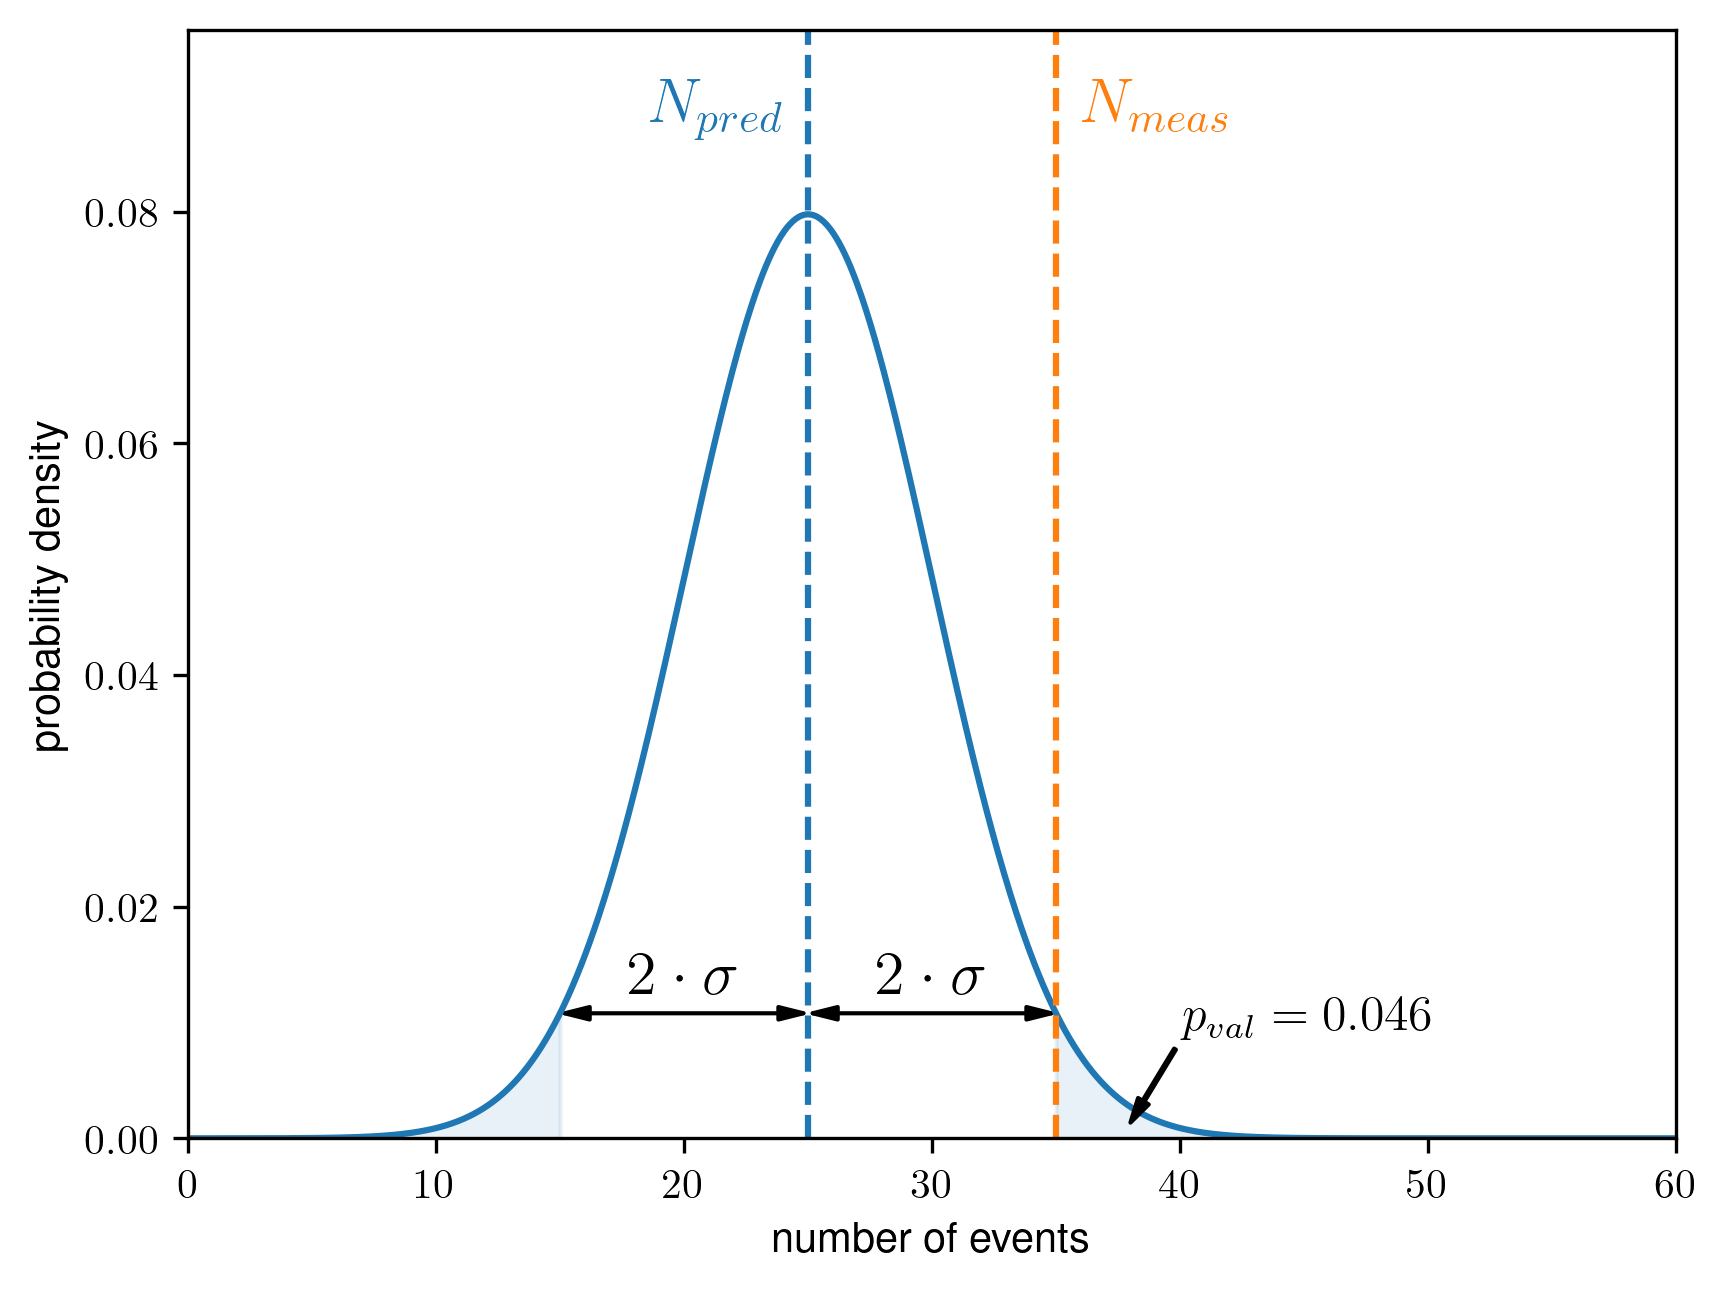 N_pred
N_meas
0.08
0.06
0.04
0.02
0.00
probability density
2 · σ
2 · σ
p_val = 0.046
0 10 20 30 40 50 60
number of events